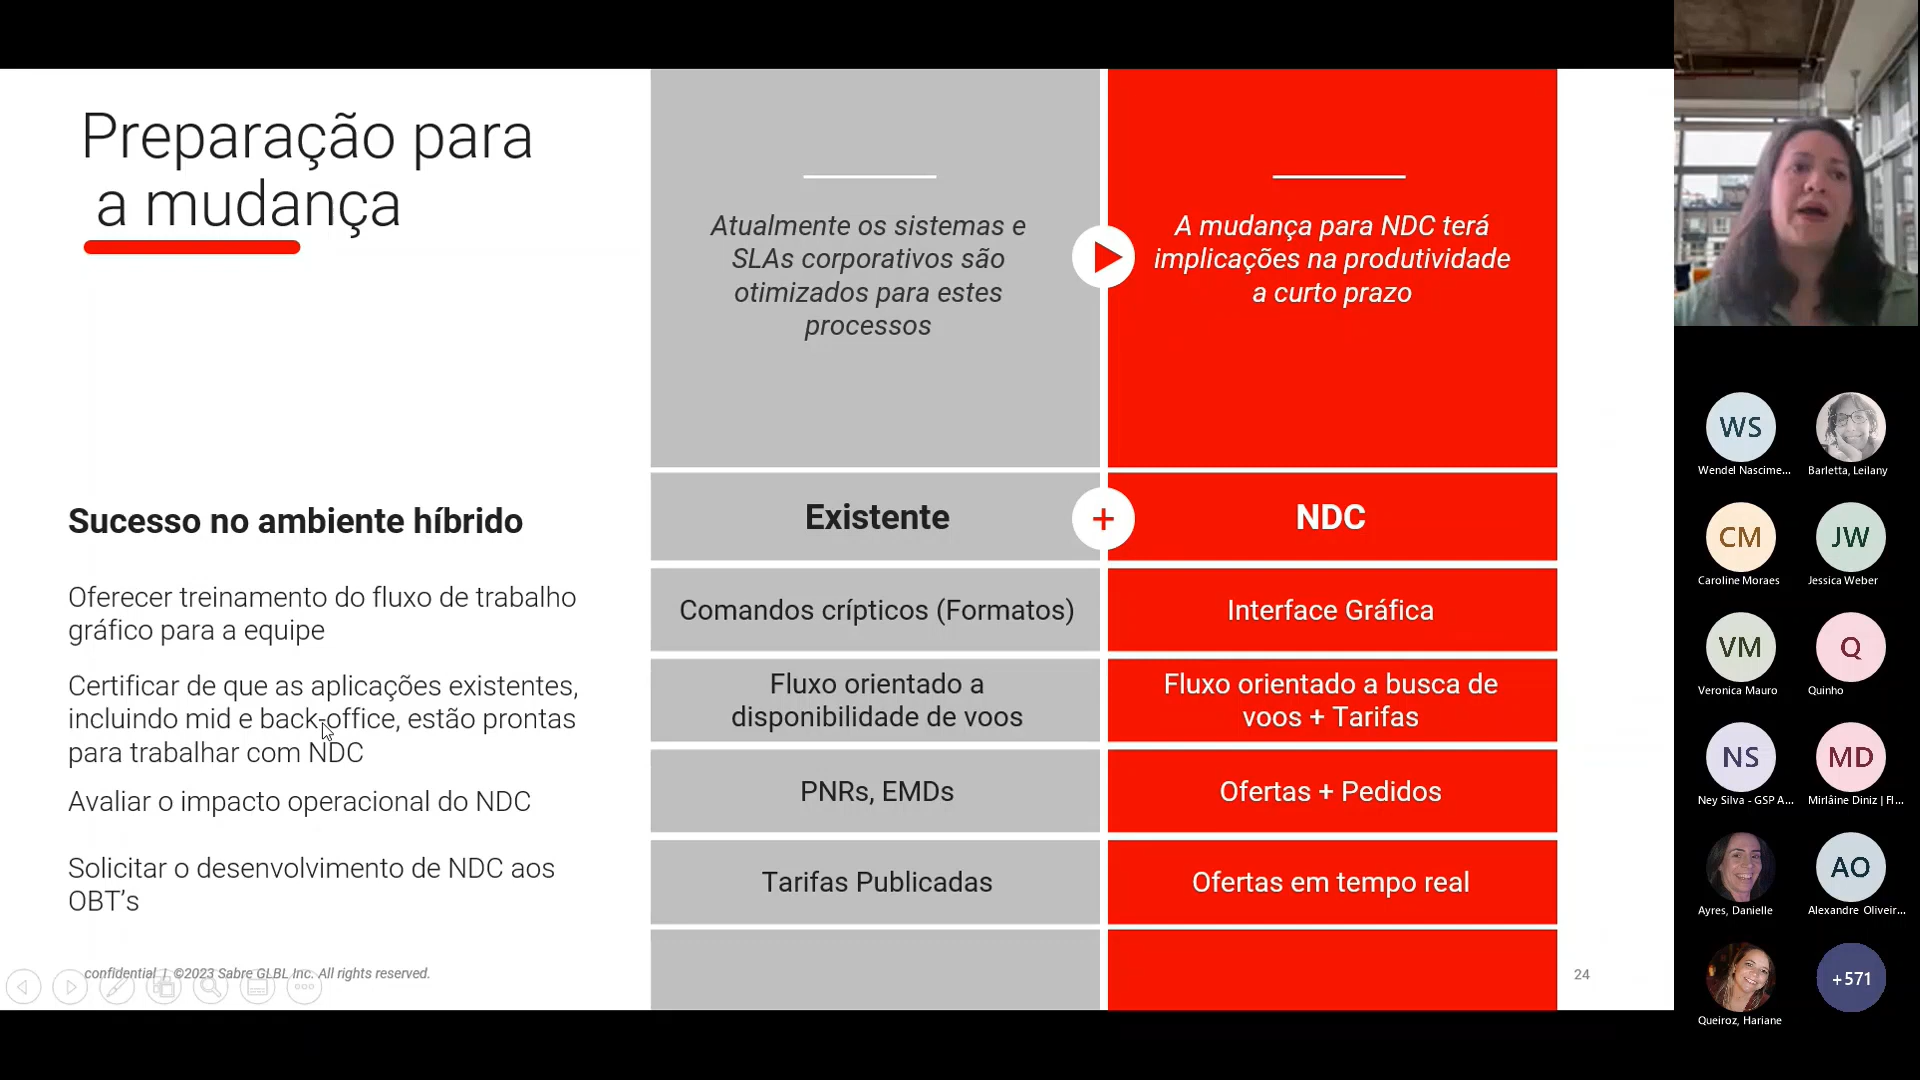 Preparação para
a mudança
Atualmente os sistemas e
SLAs corporativos são
otimizados para estes
processos
A mudança para NDC terá
implicações na produtividade
a curto prazo
Sucesso no ambiente híbrido
Oferecer treinamento do fluxo de trabalho
gráfico para a equipe
Certificar de que as aplicações existentes,
incluindo mid e back-office, estão prontas
para trabalhar com NDC
Avaliar o impacto operacional do NDC
Solicitar o desenvolvimento de NDC aos
OBT’s
Existente
+
NDC
Comandos crípticos (Formatos)
Interface Gráfica
Fluxo orientado a
disponibilidade de voos
Fluxo orientado a busca de
voos + Tarifas
PNRs, EMDs
Ofertas + Pedidos
Tarifas Publicadas
Ofertas em tempo real
confidential | ©2023 Sabre GLBL Inc. All rights reserved.
24
WS
Wendel Nascime...
Barletta, Leilany
CM
Caroline Moraes
JW
Jessica Weber
VM
Veronica Mauro
Q
Quinho
NS
Ney Silva - GSP A...
MD
Mirláine Diniz | Fl...
Ayres, Danielle
AO
Alexandre Oliveir...
Queiroz, Hariane
+571